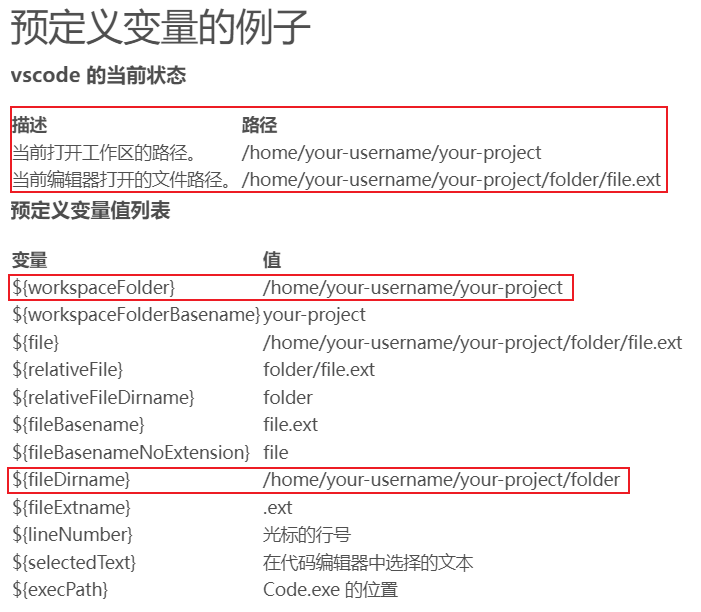 预定义变量的例子
vscode 的当前状态
描述 路径
当前打开工作区的路径。 /home/your-username/your-project
当前编辑器打开的文件路径。 /home/your-username/your-project/folder/file.ext
预定义变量值列表
变量 值
${workspaceFolder} /home/your-username/your-project
${workspaceFolderBasename} your-project
${file} /home/your-username/your-project/folder/file.ext
${relativeFile} folder/file.ext
${relativeFileDirname} folder
${fileBasename} file.ext
${fileBasenameNoExtension} file
${fileDirname} /home/your-username/your-project/folder
${fileExtname} .ext
${lineNumber} 光标的行号
${selectedText} 在代码编辑器中选择的文本
${execPath} Code.exe 的位置